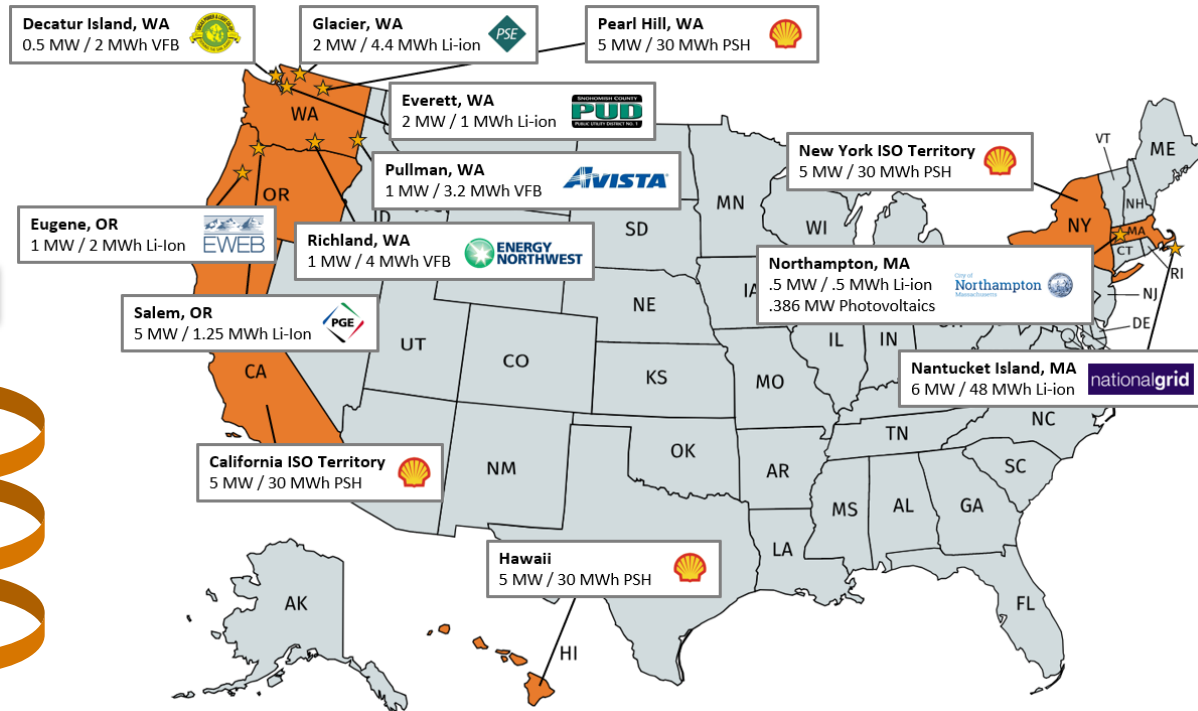 Decatur Island, WA
0.5 MW / 2 MWh VFB
Glacier, WA
2 MW / 4.4 MWh Li-ion
PSE
Pearl Hill, WA
5 MW / 30 MWh PSH
Everett, WA
2 MW / 1 MWh Li-ion
SNOHOMISH COUNTY
PUD
PUBLIC UTILITY DISTRICT NO. 1
Pullman, WA
1 MW / 3.2 MWh VFB
AVISTA
New York ISO Territory
5 MW / 30 MWh PSH
Eugene, OR
1 MW / 2 MWh Li-Ion
EWEB
Richland, WA
1 MW / 4 MWh VFB
ENERGY
NORTHWEST
Northampton, MA
.5 MW / .5 MWh Li-ion
.386 MW Photovoltaics
City of
Northampton
Massachusetts
Salem, OR
5 MW / 1.25 MWh Li-Ion
PGE
Nantucket Island, MA
6 MW / 48 MWh Li-ion
nationalgrid
California ISO Territory
5 MW / 30 MWh PSH
Hawaii
5 MW / 30 MWh PSH
WA
OR
ID
CA
UT
CO
NM
SD
NE
KS
OK
MN
WI
IA
IL
IN
MO
AR
LA
MS
AL
GA
TN
NC
SC
FL
NY
VT
NH
ME
MA
CT
RI
NJ
DE
AK
HI